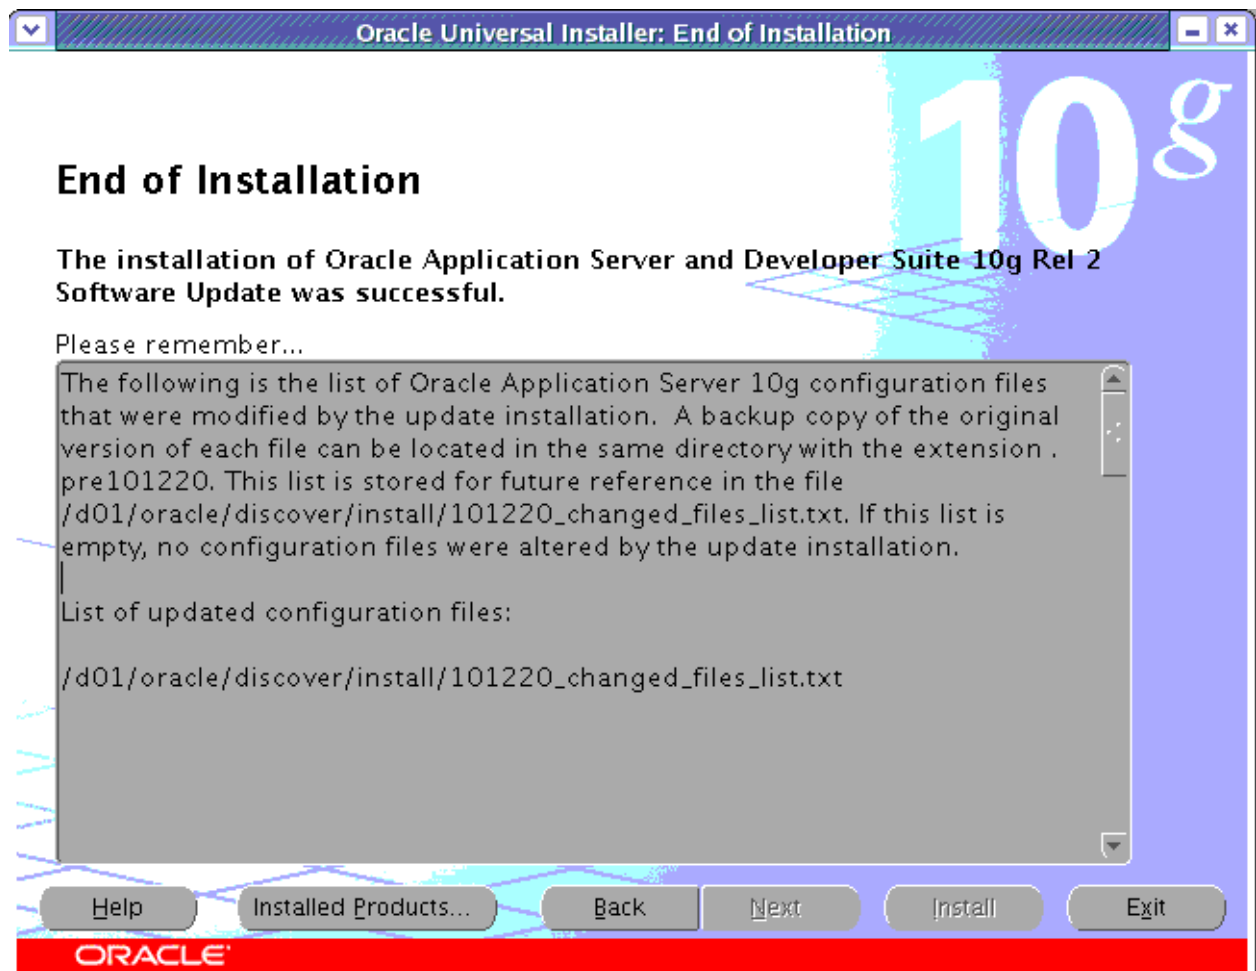 Oracle Universal Installer: End of Installation
10g
End of Installation
The installation of Oracle Application Server and Developer Suite 10g Rel 2
Software Update was successful.
Please remember...
The following is the list of Oracle Application Server 10g configuration files
that were modified by the update installation.  A backup copy of the original
version of each file can be located in the same directory with the extension .
pre101220. This list is stored for future reference in the file
/d01/oracle/discover/install/101220_changed_files_list.txt. If this list is
empty, no configuration files were altered by the update installation.
List of updated configuration files:
/d01/oracle/discover/install/101220_changed_files_list.txt
Help Installed Products... Back Next Install Exit
ORACLE